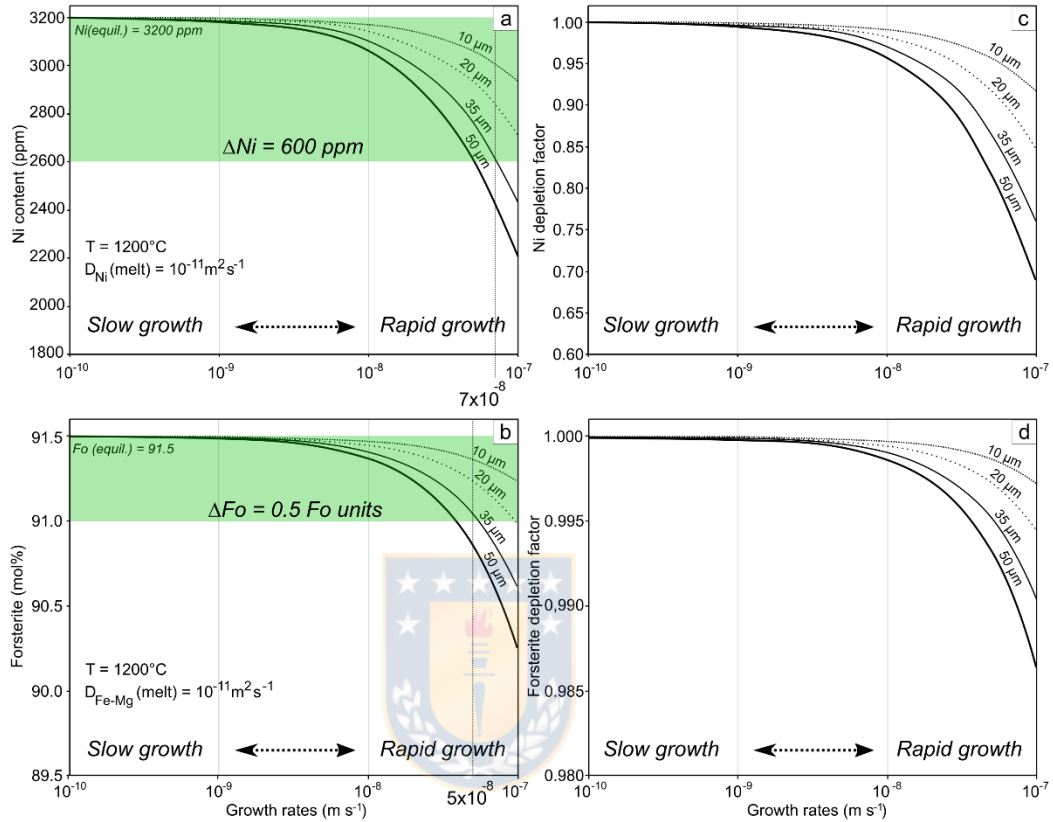 a
Ni(equil.) = 3200 ppm
10 µm
20 µm
35 µm
50 µm
ΔNi = 600 ppm
T = 1200°C
D_Ni (melt) = 10⁻¹¹m²s⁻¹
Slow growth
Rapid growth
Ni content (ppm)
3200
3000
2800
2600
2400
2200
2000
1800
10⁻¹⁰
10⁻⁹
10⁻⁸
10⁻⁷
7x10⁻⁸
c
10 µm
20 µm
35 µm
50 µm
Slow growth
Rapid growth
Ni depletion factor
1.00
0.95
0.90
0.85
0.80
0.75
0.70
0.65
0.60
10⁻¹⁰
10⁻⁹
10⁻⁸
10⁻⁷
b
Fo (equil.) = 91.5
10 µm
20 µm
35 µm
50 µm
ΔFo = 0.5 Fo units
T = 1200°C
D_Fe-Mg (melt) = 10⁻¹¹m²s⁻¹
Slow growth
Rapid growth
Forsterite (mol%)
91.5
91.0
90.5
90.0
89.5
10⁻¹⁰
10⁻⁹
10⁻⁸
10⁻⁷
5x10⁻⁸
Growth rates (m s⁻¹)
d
10 µm
20 µm
35 µm
50 µm
Slow growth
Rapid growth
Forsterite depletion factor
1.000
0.995
0,990
0.985
0.980
10⁻¹⁰
10⁻⁹
10⁻⁸
10⁻⁷
Growth rates (m s⁻¹)